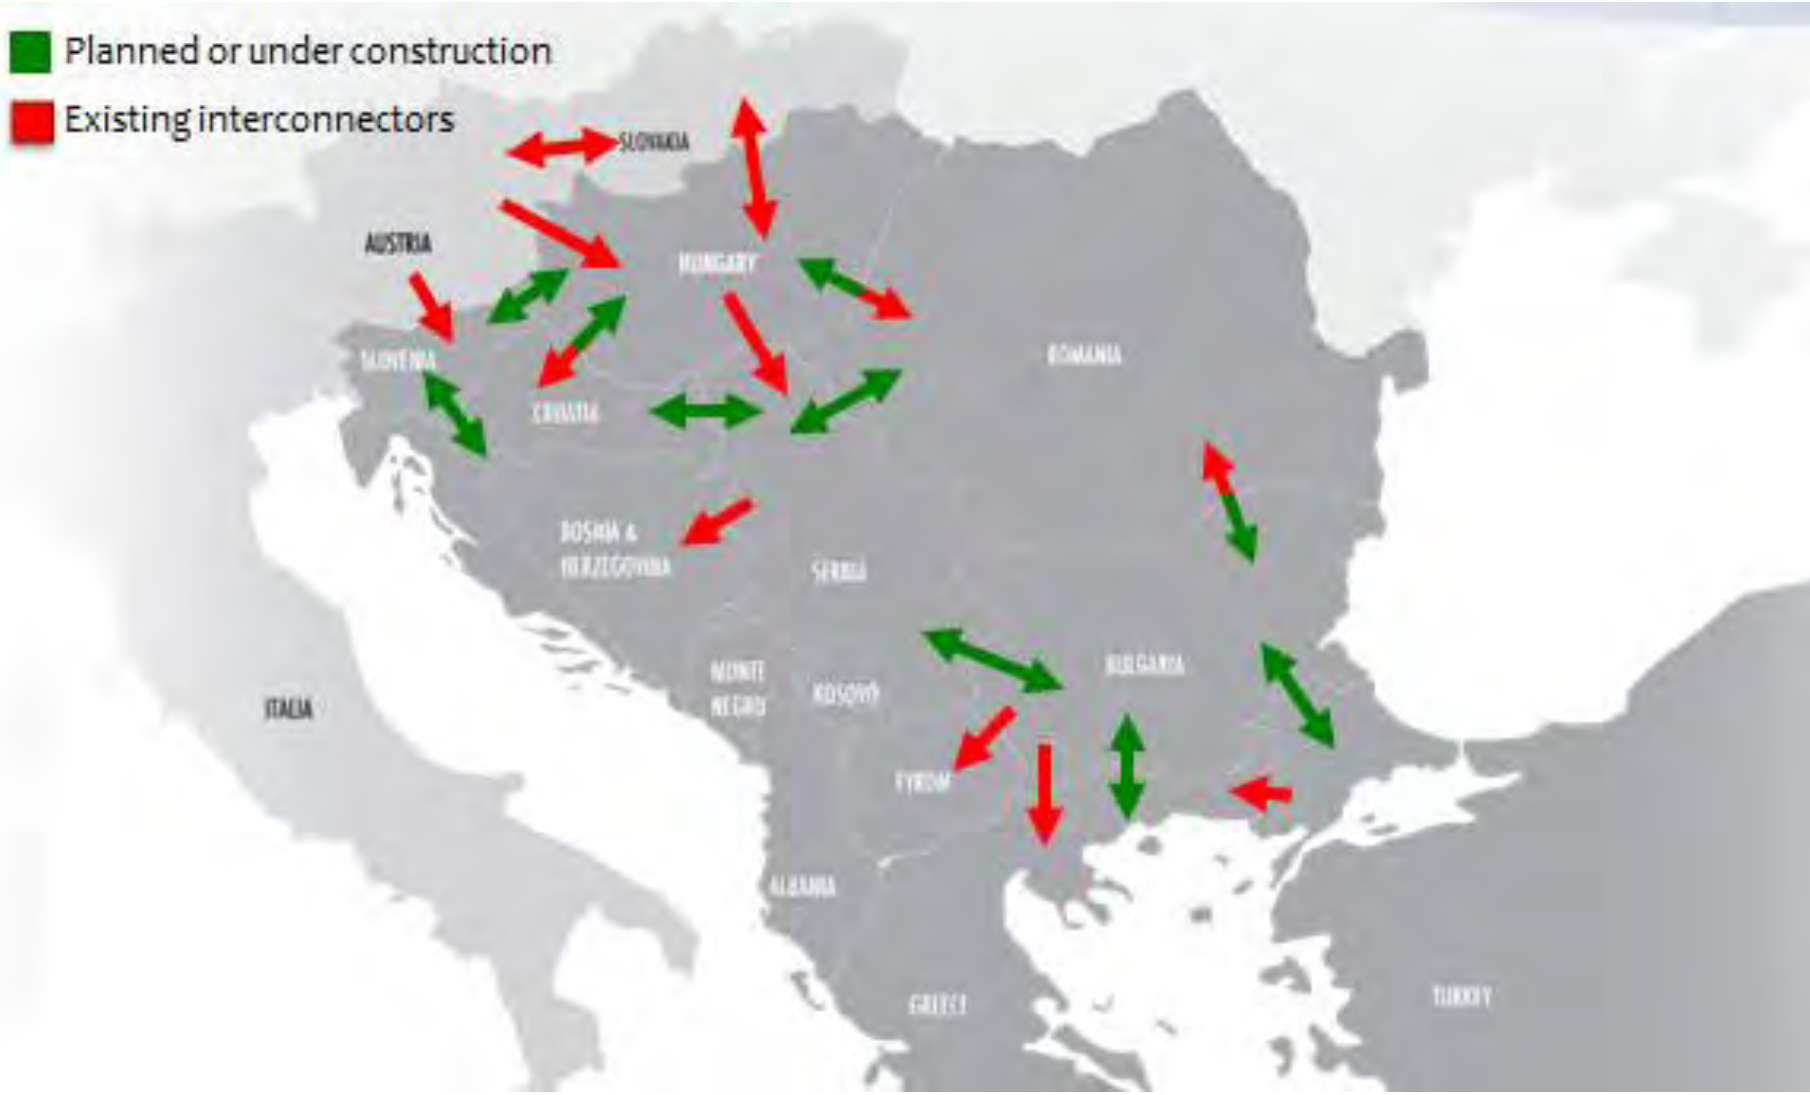 Planned or under construction
Existing interconnectors
SLOVAKIA
AUSTRIA
HUNGARY
SLOVENIA
ROMANIA
CROATIA
BOSNIA &
HERZEGOVINA
SERBIA
MONTE
NEGRO
KOSOVO
BULGARIA
ITALIA
FYROM
ALBANIA
GREECE
TURKEY